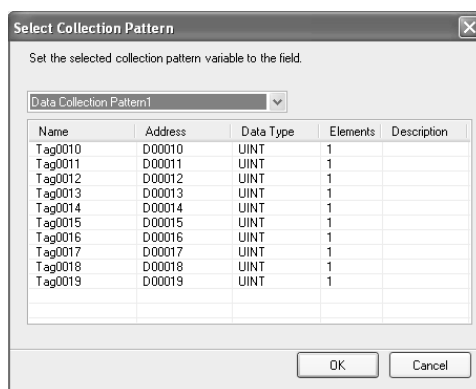 Select Collection Pattern
Set the selected collection pattern variable to the field.
Data Collection Pattern1
Name Address Data Type Elements Description
Tag0010 D00010 UINT 1
Tag0011 D00011 UINT 1
Tag0012 D00012 UINT 1
Tag0013 D00013 UINT 1
Tag0014 D00014 UINT 1
Tag0015 D00015 UINT 1
Tag0016 D00016 UINT 1
Tag0017 D00017 UINT 1
Tag0018 D00018 UINT 1
Tag0019 D00019 UINT 1
OK Cancel